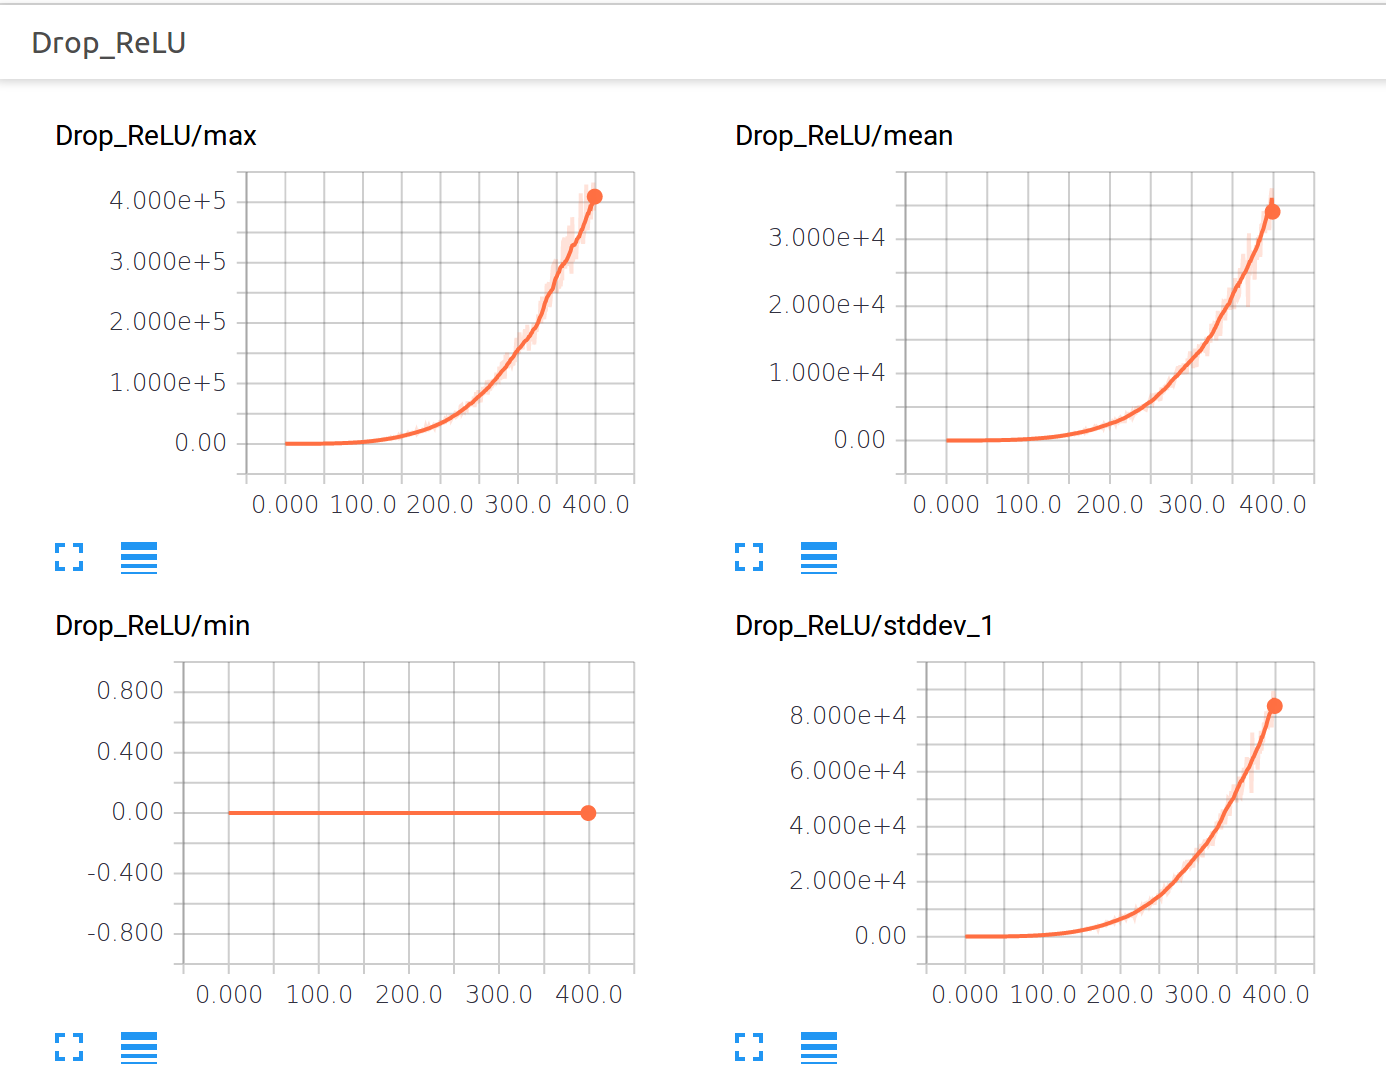 Drop_ReLU
Drop_ReLU/max
4.000e+5
3.000e+5
2.000e+5
1.000e+5
0.00
0.000 100.0 200.0 300.0 400.0
Drop_ReLU/mean
3.000e+4
2.000e+4
1.000e+4
0.00
0.000 100.0 200.0 300.0 400.0
Drop_ReLU/min
0.800
0.400
0.00
-0.400
-0.800
0.000 100.0 200.0 300.0 400.0
Drop_ReLU/stddev_1
8.000e+4
6.000e+4
4.000e+4
2.000e+4
0.00
0.000 100.0 200.0 300.0 400.0